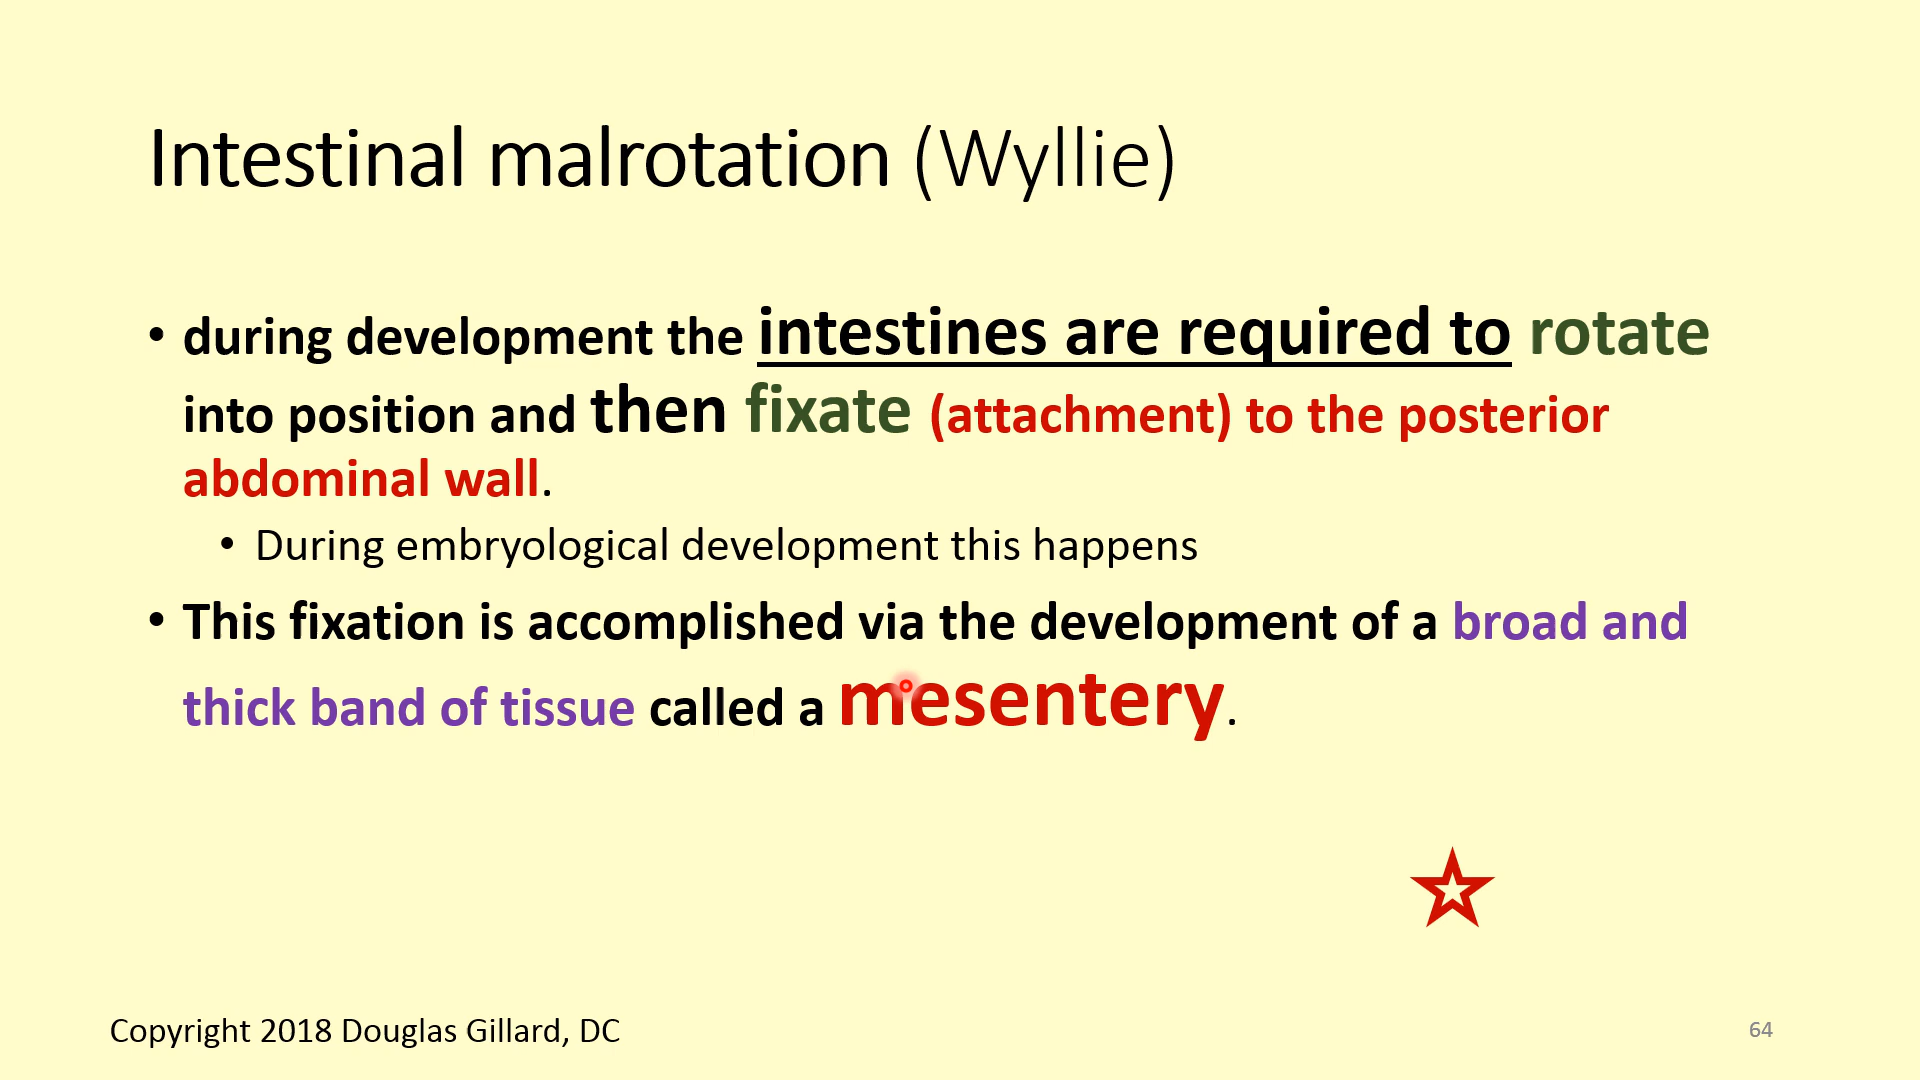 Intestinal malrotation (Wyllie)
• during development the intestines are required to rotate
into position and then fixate (attachment) to the posterior
abdominal wall.
• During embryological development this happens
• This fixation is accomplished via the development of a broad and
thick band of tissue called a mesentery.
Copyright 2018 Douglas Gillard, DC
64